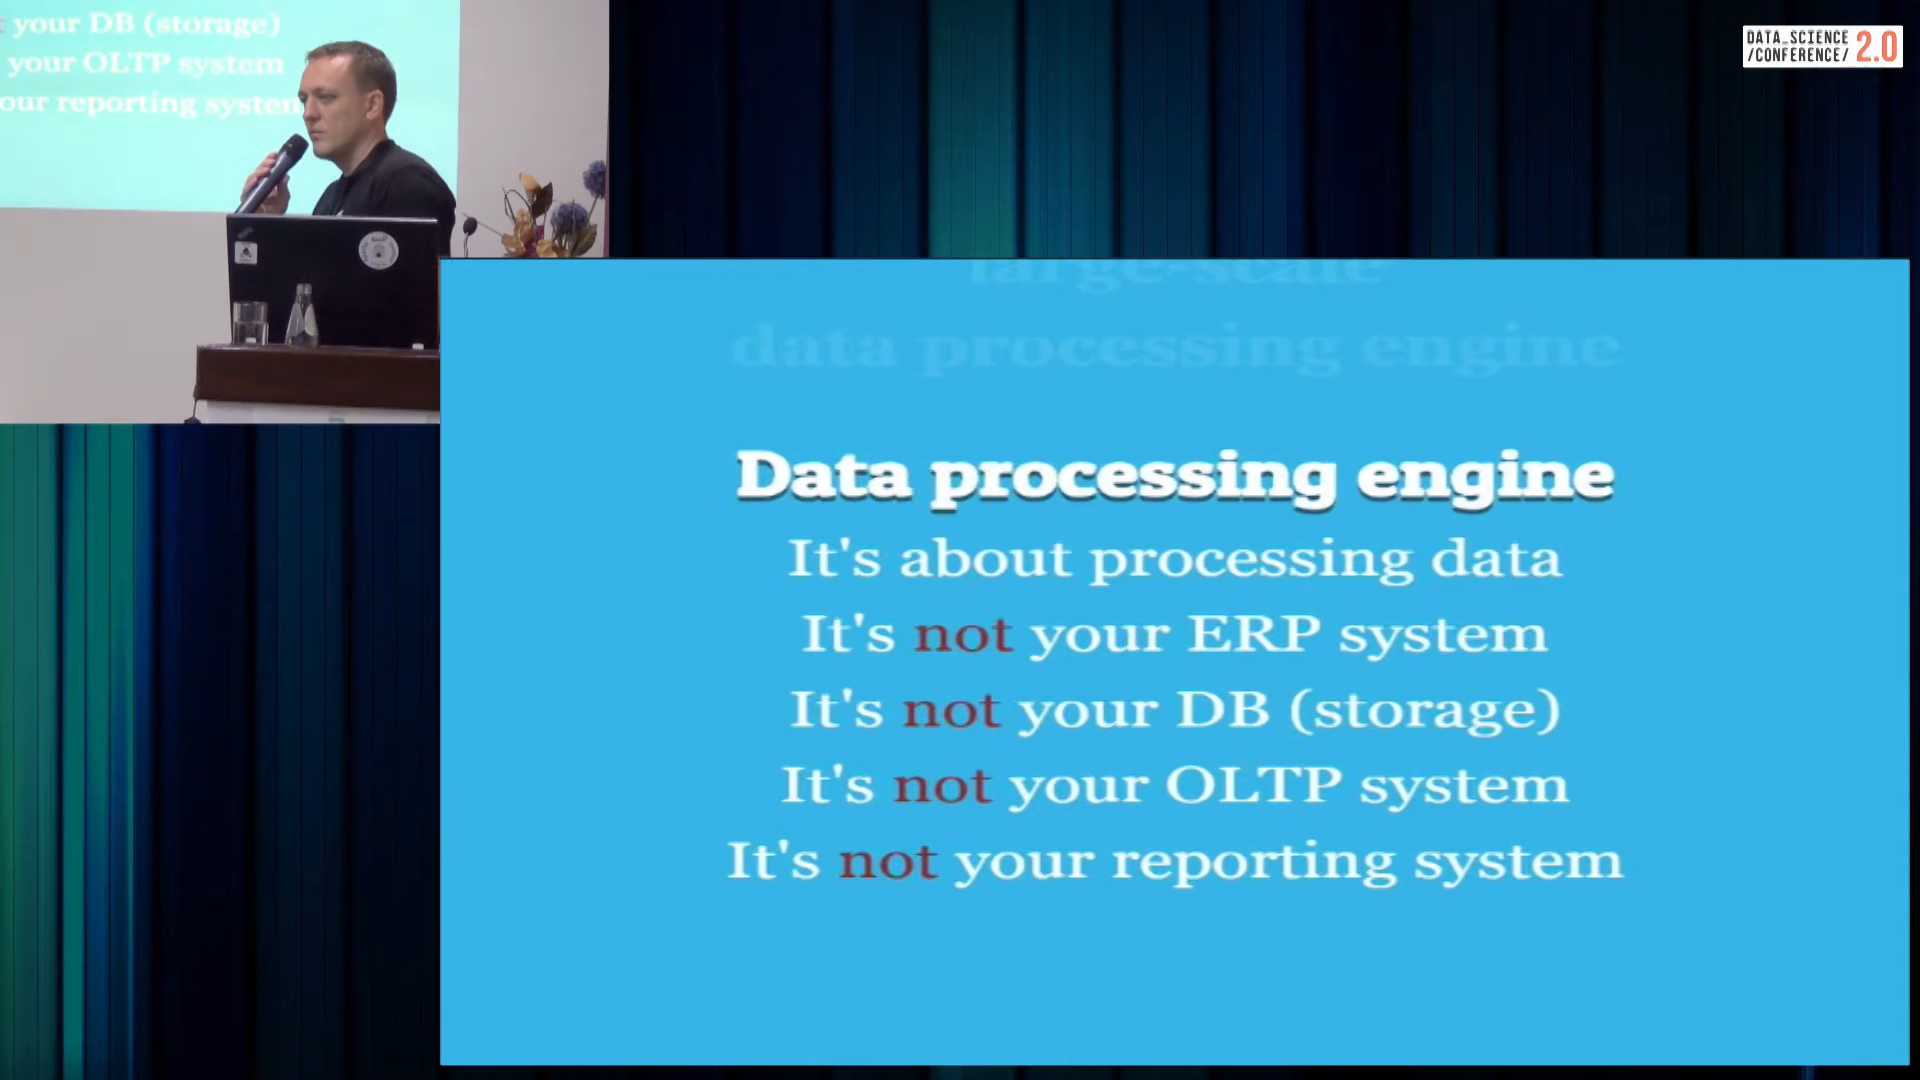 your DB (storage)
your OLTP system
our reporting system
DATA_SCIENCE
/CONFERENCE/ 2.0
large-scale
data processing engine
Data processing engine
It's about processing data
It's not your ERP system
It's not your DB (storage)
It's not your OLTP system
It's not your reporting system